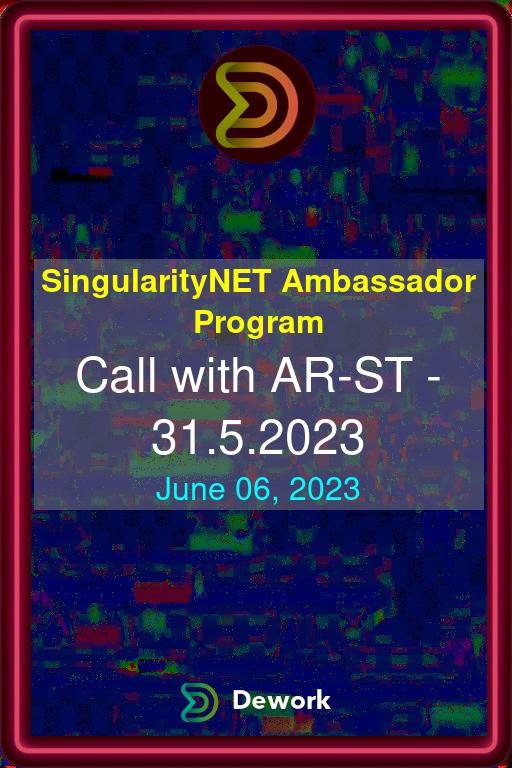 SingularityNET Ambassador
Program
Call with AR-ST -
31.5.2023
June 06, 2023
Dework